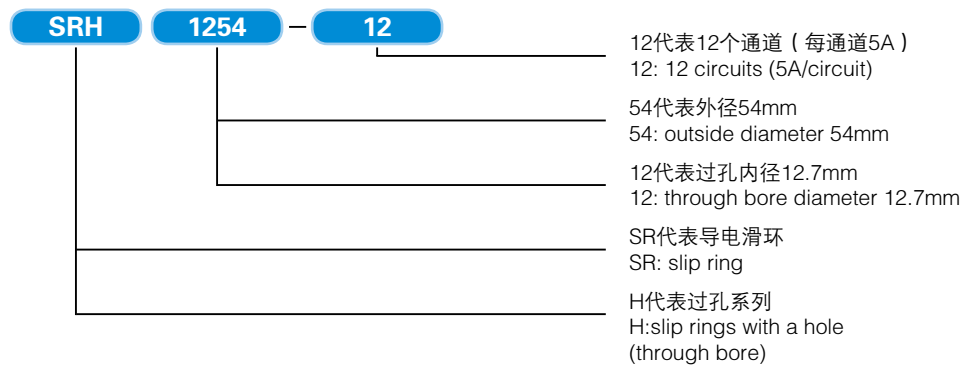 SRH 1254 – 12
12代表12个通道（每通道5A）
12: 12 circuits (5A/circuit)
54代表外径54mm
54: outside diameter 54mm
12代表过孔内径12.7mm
12: through bore diameter 12.7mm
SR代表导电滑环
SR: slip ring
H代表过孔系列
H:slip rings with a hole
(through bore)